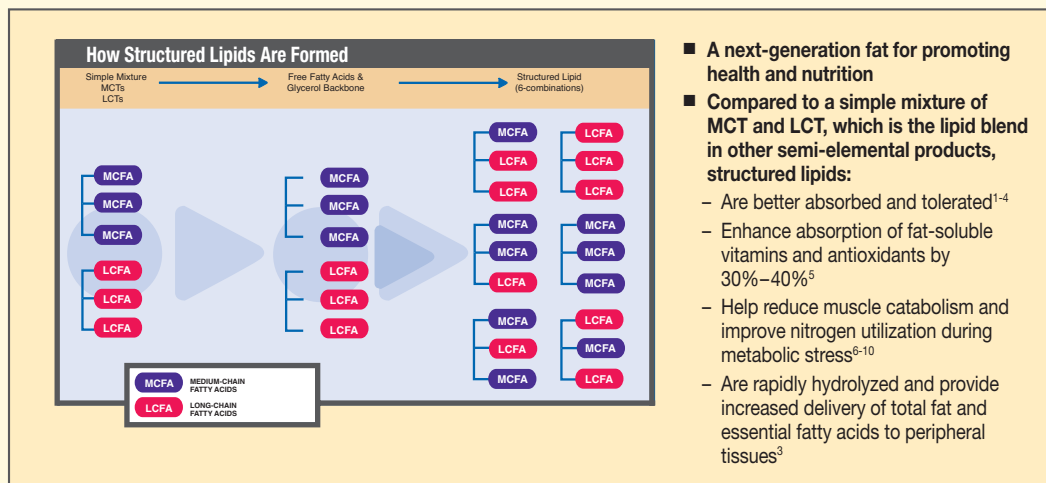 How Structured Lipids Are Formed
Simple Mixture
MCTs
LCTs
Free Fatty Acids &
Glycerol Backbone
Structured Lipid
(6-combinations)
MCFA
MCFA
MCFA
LCFA
LCFA
LCFA
MCFA
MCFA
MCFA
LCFA
LCFA
LCFA
MCFA
LCFA
LCFA
LCFA
LCFA
LCFA
MCFA
MCFA
LCFA
MCFA
MCFA
MCFA
MCFA
LCFA
MCFA
LCFA
MCFA
LCFA
MCFA MEDIUM-CHAIN
FATTY ACIDS
LCFA LONG-CHAIN
FATTY ACIDS
■ A next-generation fat for promoting
health and nutrition
■ Compared to a simple mixture of
MCT and LCT, which is the lipid blend
in other semi-elemental products,
structured lipids:
– Are better absorbed and tolerated1-4
– Enhance absorption of fat-soluble
vitamins and antioxidants by
30%–40%5
– Help reduce muscle catabolism and
improve nitrogen utilization during
metabolic stress6-10
– Are rapidly hydrolyzed and provide
increased delivery of total fat and
essential fatty acids to peripheral
tissues3